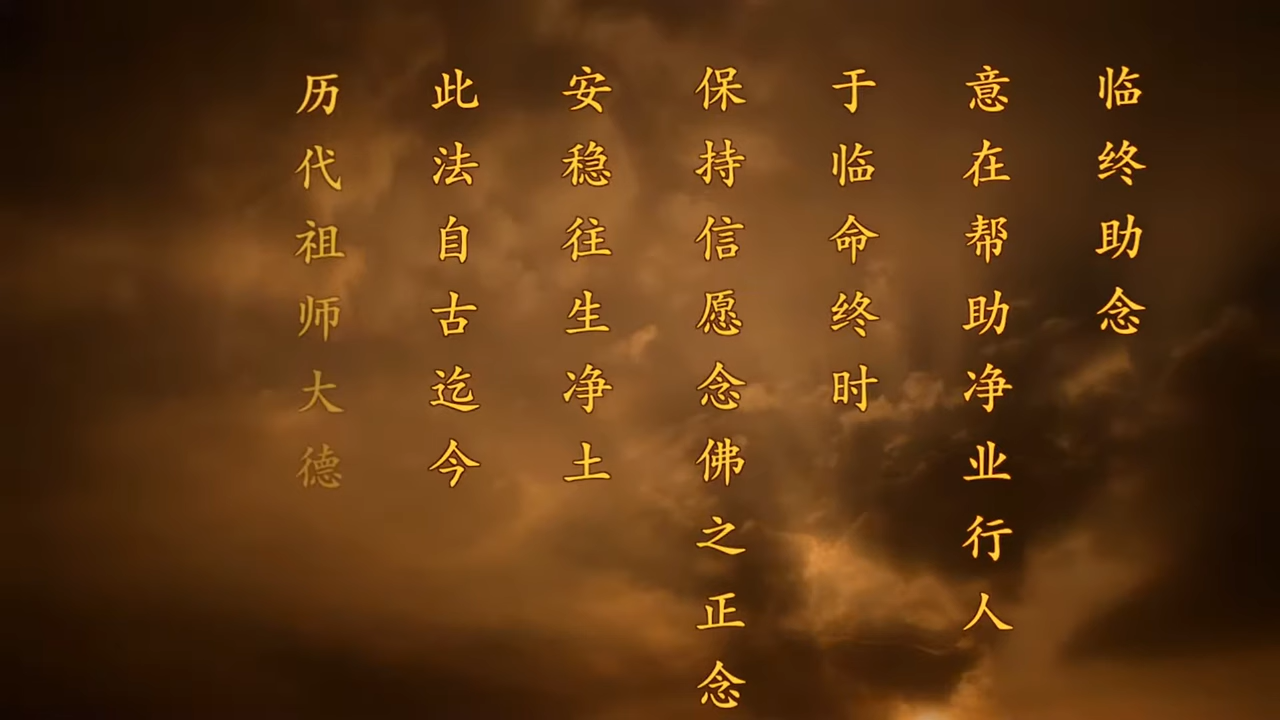 临终助念
意在帮助净业行人
于临命终时
保持信愿念佛之正念
安稳往生净土
此法自古迄今
历代祖师大德